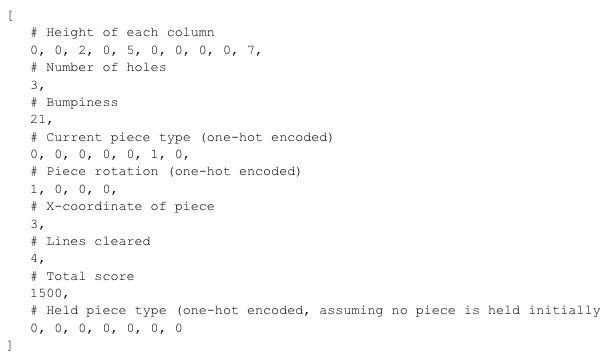 [
# Height of each column
0, 0, 2, 0, 5, 0, 0, 0, 0, 7,
# Number of holes
3,
# Bumpiness
21,
# Current piece type (one-hot encoded)
0, 0, 0, 0, 0, 1, 0,
# Piece rotation (one-hot encoded)
1, 0, 0, 0,
# X-coordinate of piece
3,
# Lines cleared
4,
# Total score
1500,
# Held piece type (one-hot encoded, assuming no piece is held initially
0, 0, 0, 0, 0, 0, 0
]